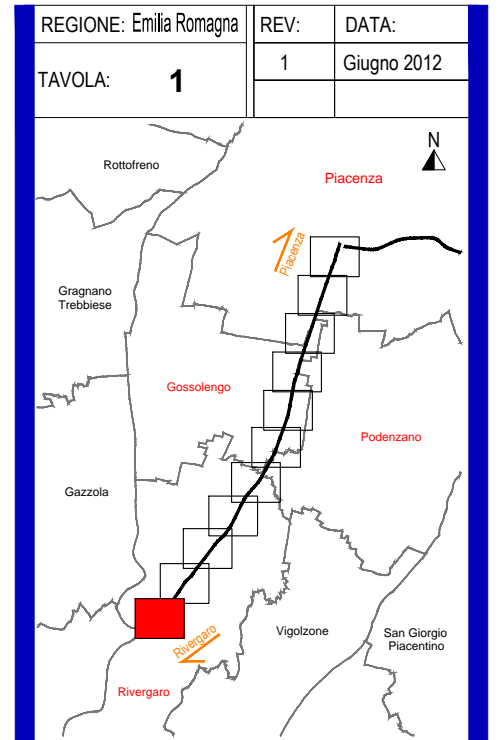 REGIONE: Emilia Romagna
REV:
DATA:
TAVOLA: 1
1
Giugno 2012
N
Rottofreno
Piacenza
Piacenza
Gragnano
Trebbiese
Gossolengo
Podenzano
Gazzola
Rivergaro
Vigolzone
San Giorgio
Piacentino
Rivergaro